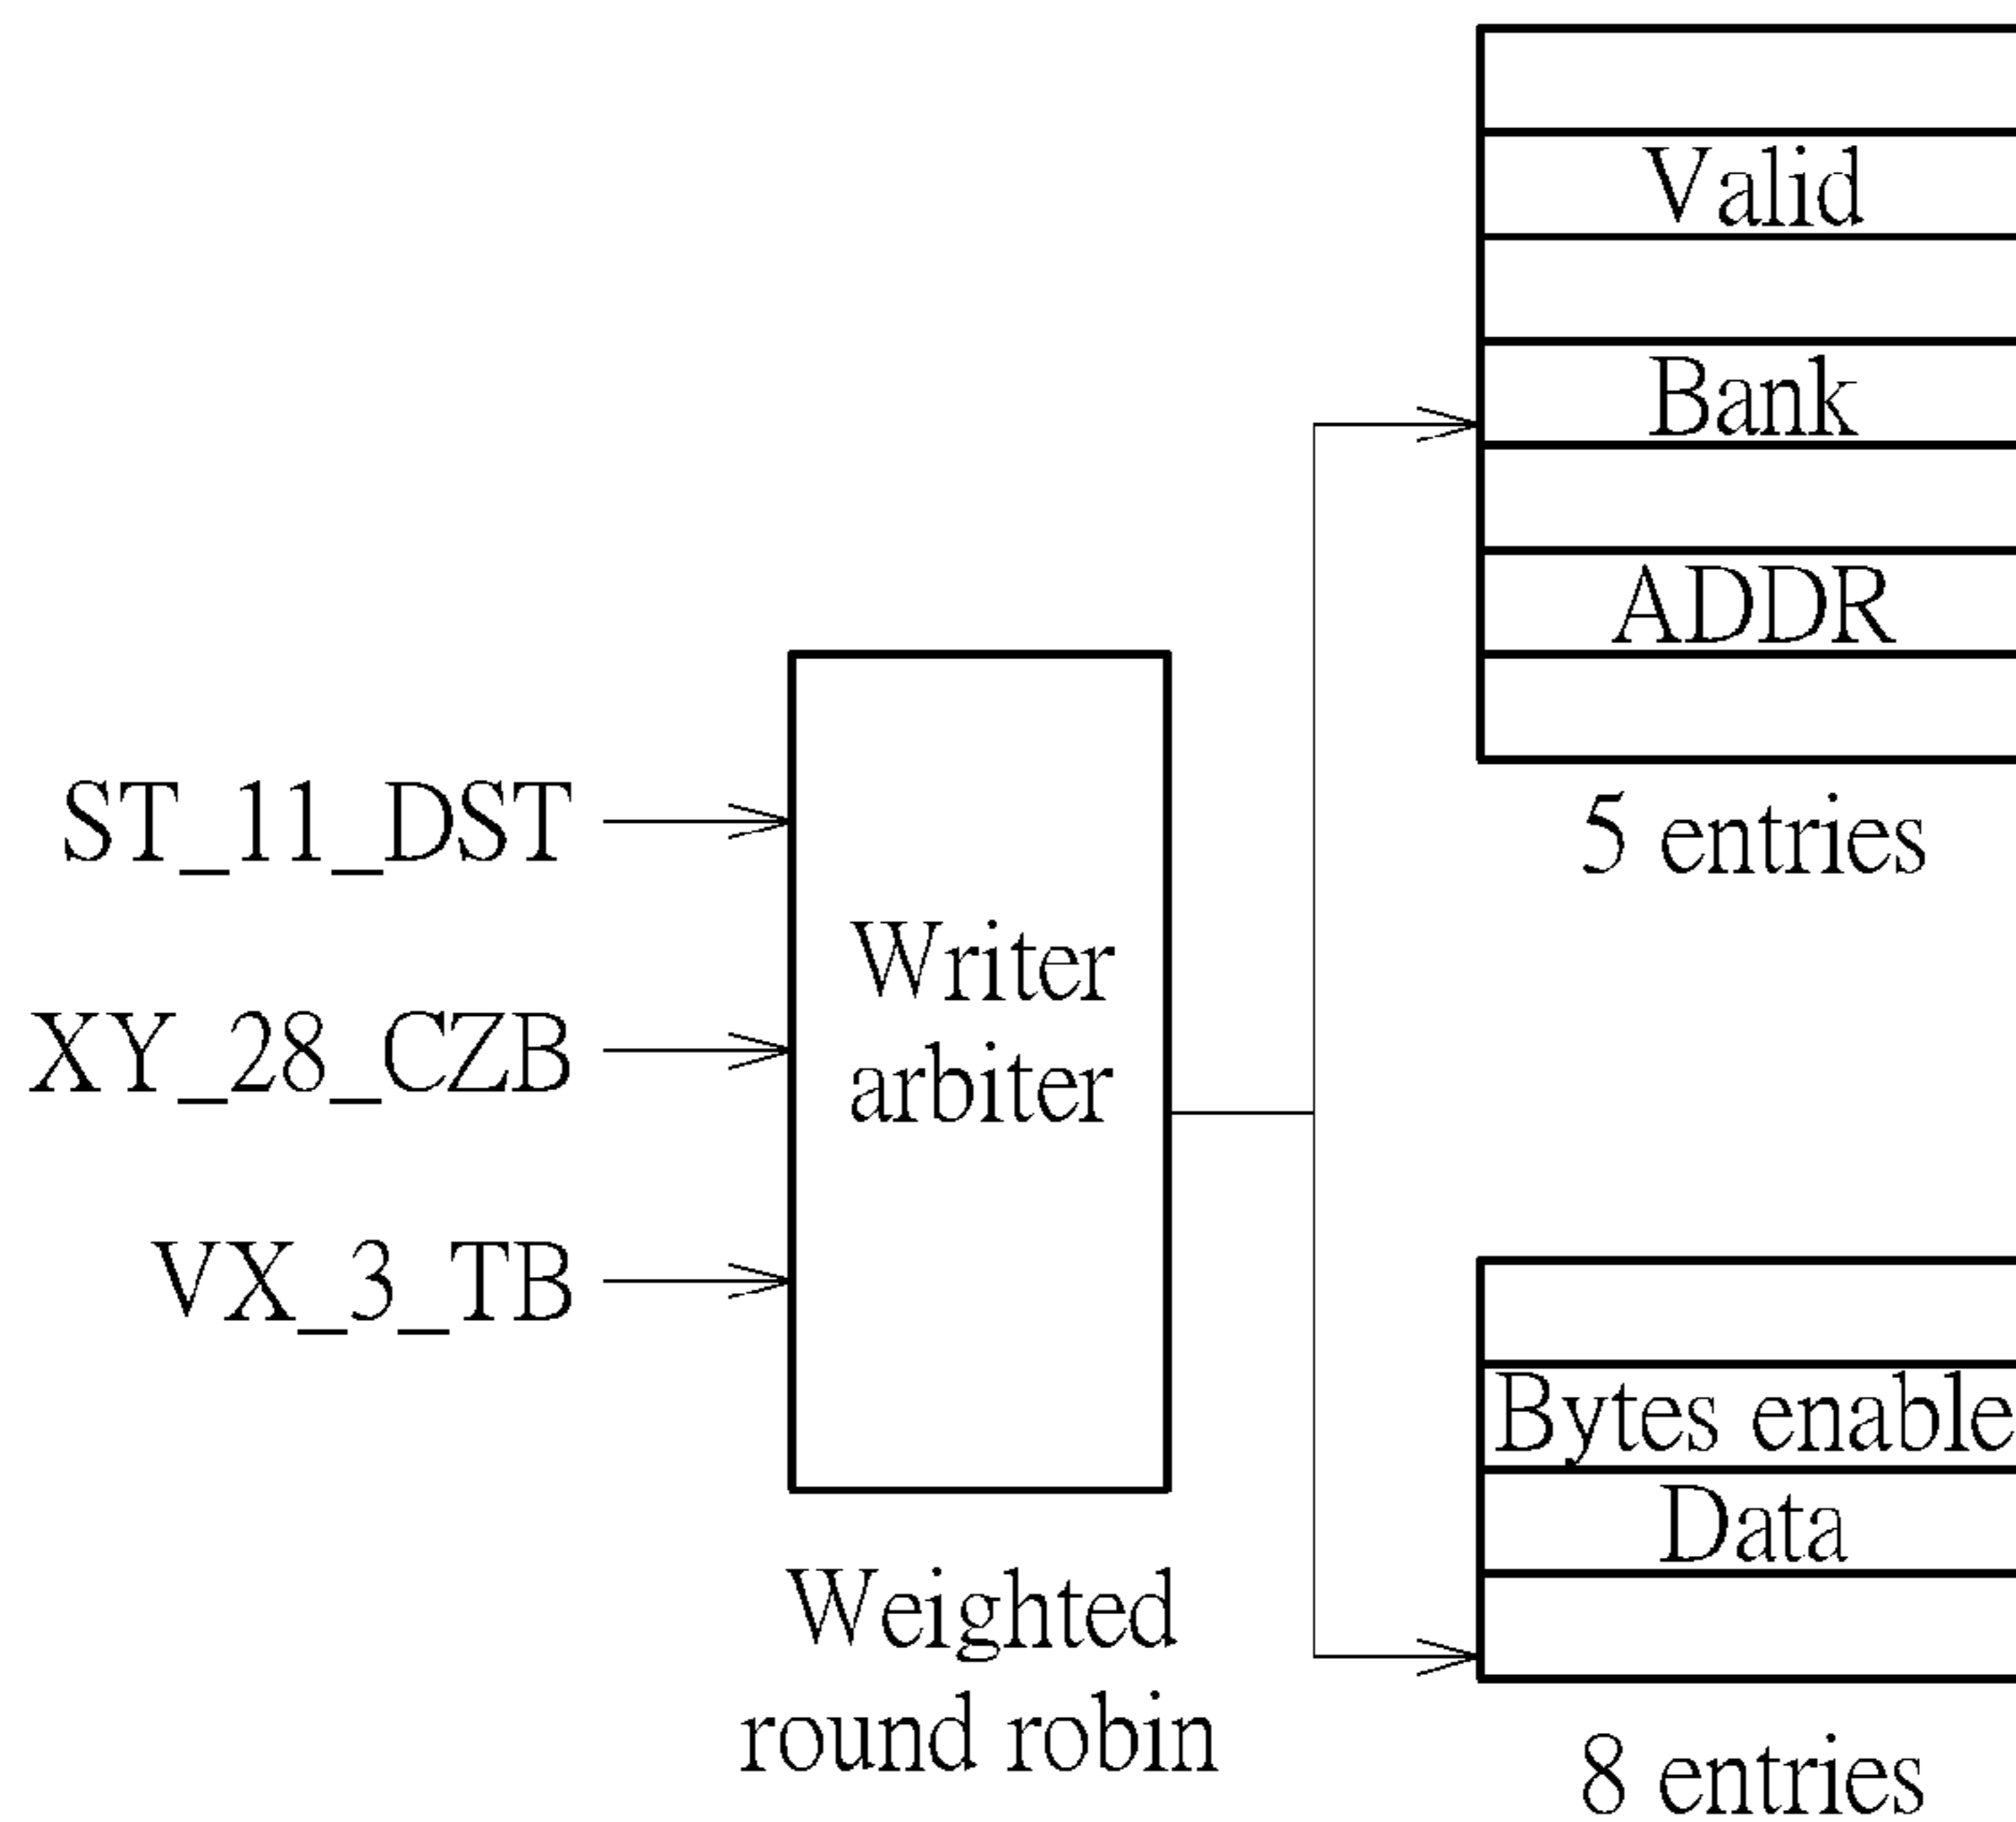 Valid
Bank
ADDR
5 entries
ST_11_DST
XY_28_CZB
VX_3_TB
Writer
arbiter
Weighted
round robin
Bytes enable
Data
8 entries